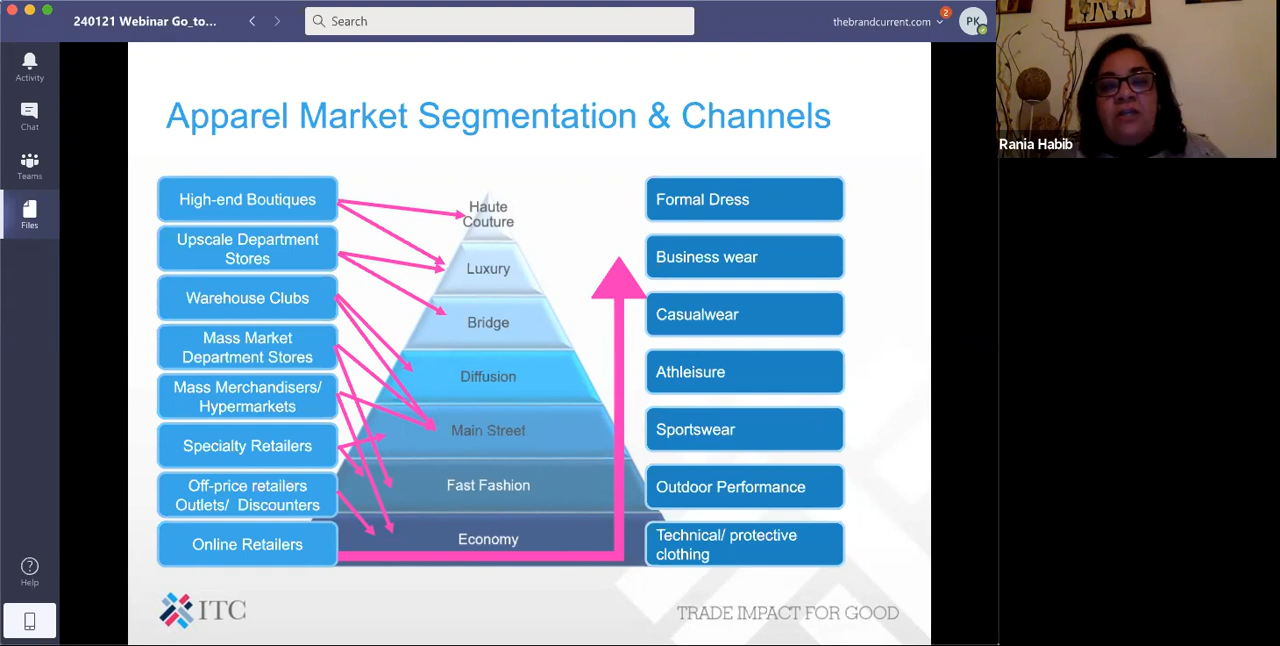 240121 Webinar Go_to...
Search
thebrandcurrent.com
2
PK
Activity
Chat
Teams
Files
Help
Rania Habib
Apparel Market Segmentation & Channels
High-end Boutiques
Upscale Department
Stores
Warehouse Clubs
Mass Market
Department Stores
Mass Merchandisers/
Hypermarkets
Specialty Retailers
Off-price retailers
Outlets/ Discounters
Online Retailers
Haute
Couture
Luxury
Bridge
Diffusion
Main Street
Fast Fashion
Economy
Formal Dress
Business wear
Casualwear
Athleisure
Sportswear
Outdoor Performance
Technical/ protective
clothing
ITC
TRADE IMPACT FOR GOOD